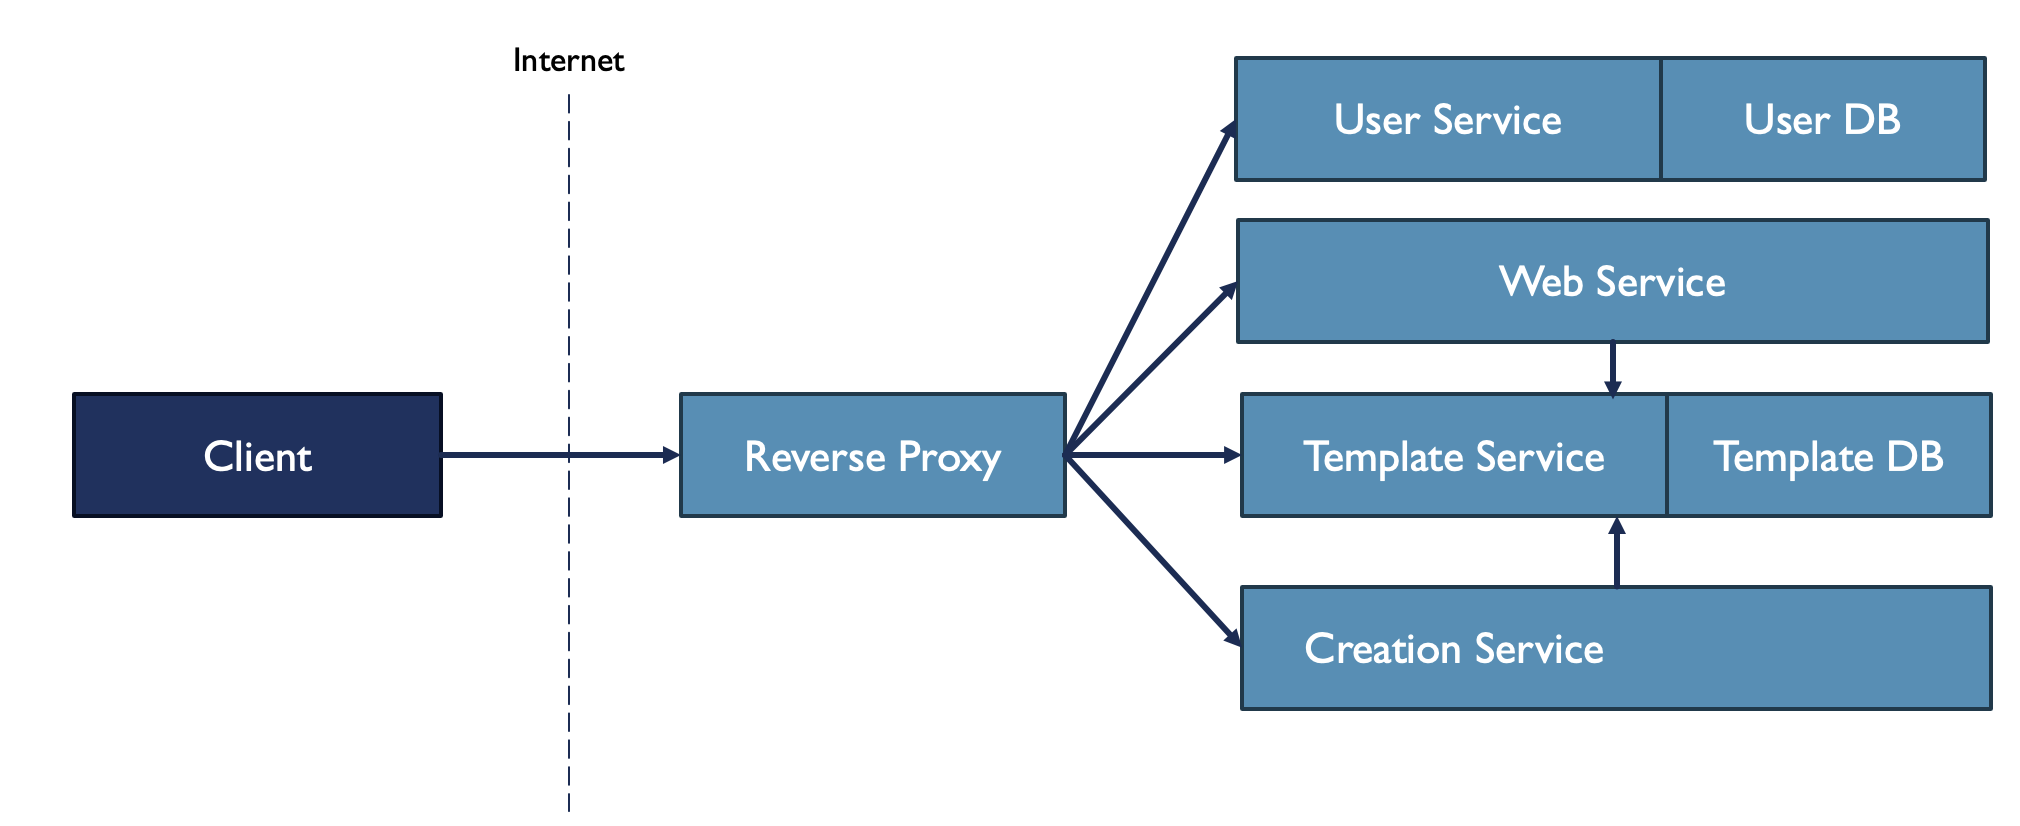 Internet
User Service
User DB
Web Service
Client
Reverse Proxy
Template Service
Template DB
Creation Service